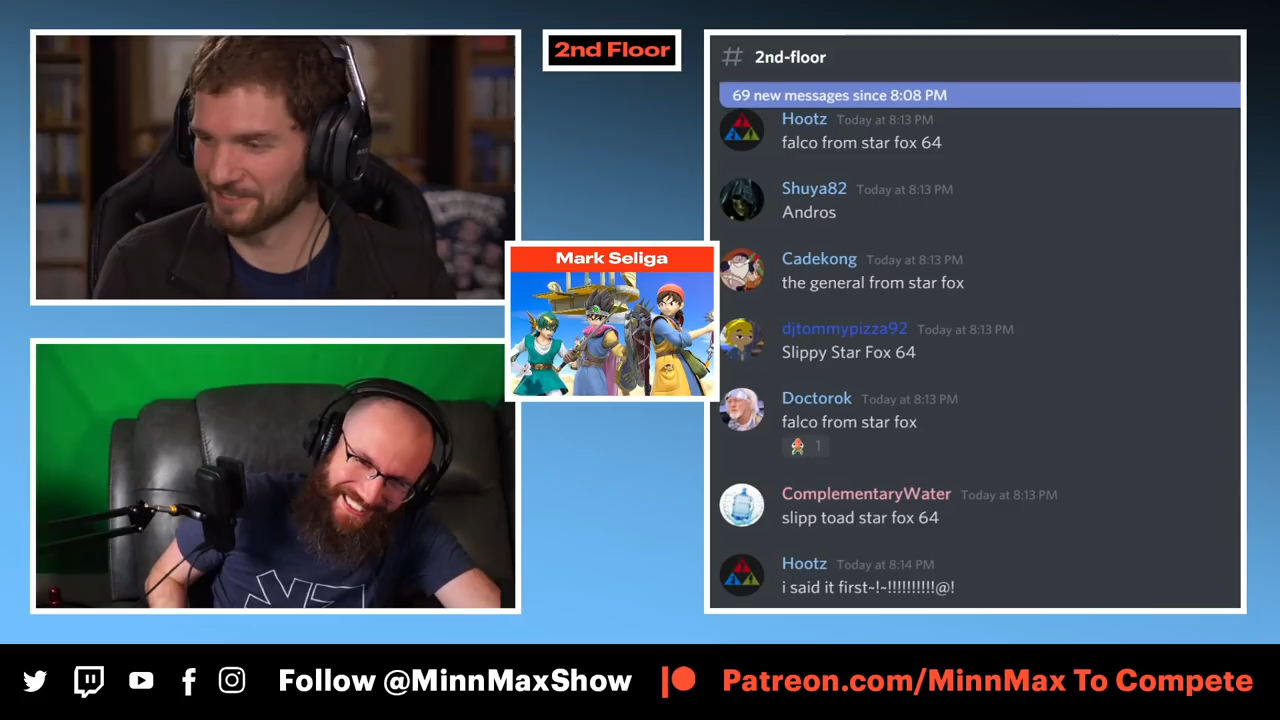 2nd Floor
# 2nd-floor
69 new messages since 8:08 PM
Hootz Today at 8:13 PM
falco from star fox 64
Shuya82 Today at 8:13 PM
Andros
Cadekong Today at 8:13 PM
the general from star fox
djtommypizza92 Today at 8:13 PM
Slippy Star Fox 64
Doctorok Today at 8:13 PM
falco from star fox
1
ComplementaryWater Today at 8:13 PM
slipp toad star fox 64
Hootz Today at 8:14 PM
i said it first~!~!!!!!!!!!!@!
Mark Seliga
Follow @MinnMaxShow
Patreon.com/MinnMax To Compete